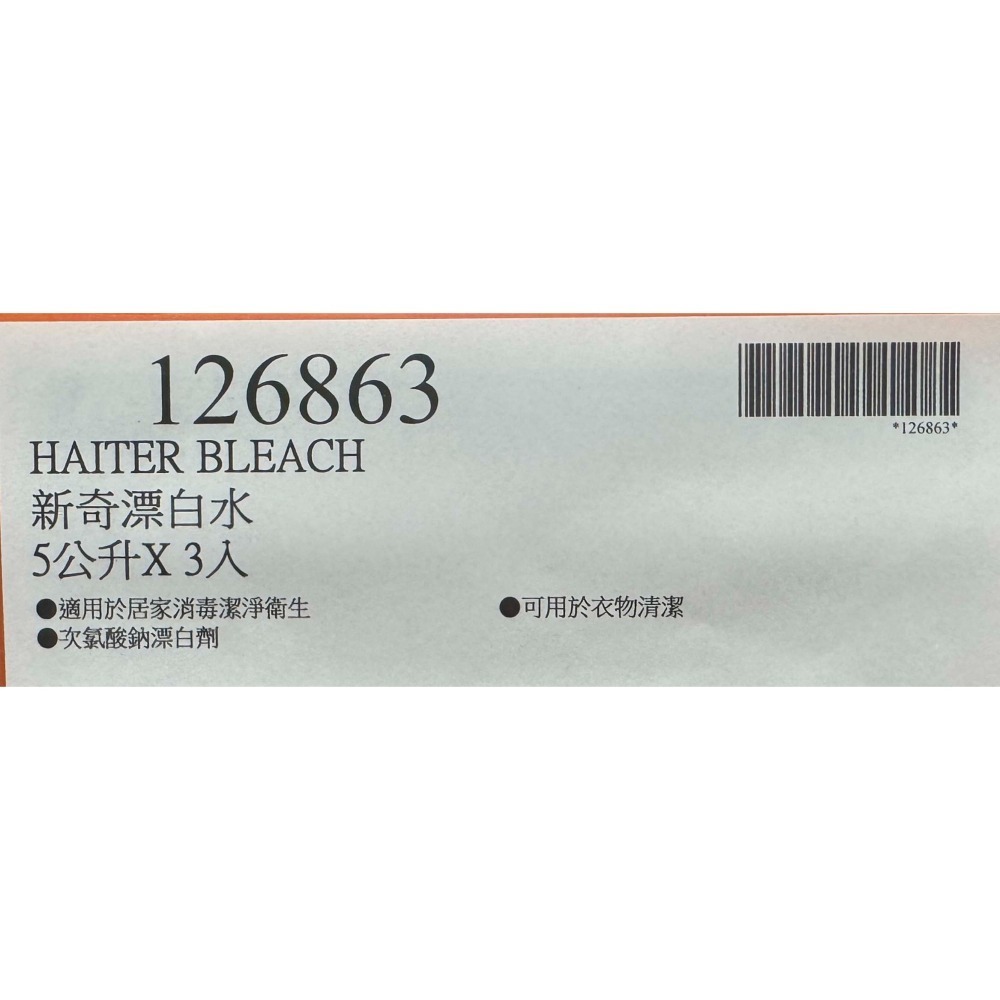 126863
*126863*
HAITER BLEACH
新奇漂白水
5公升X 3入
●適用於居家消毒潔淨衛生
●可用於衣物清潔
●次氯酸鈉漂白劑